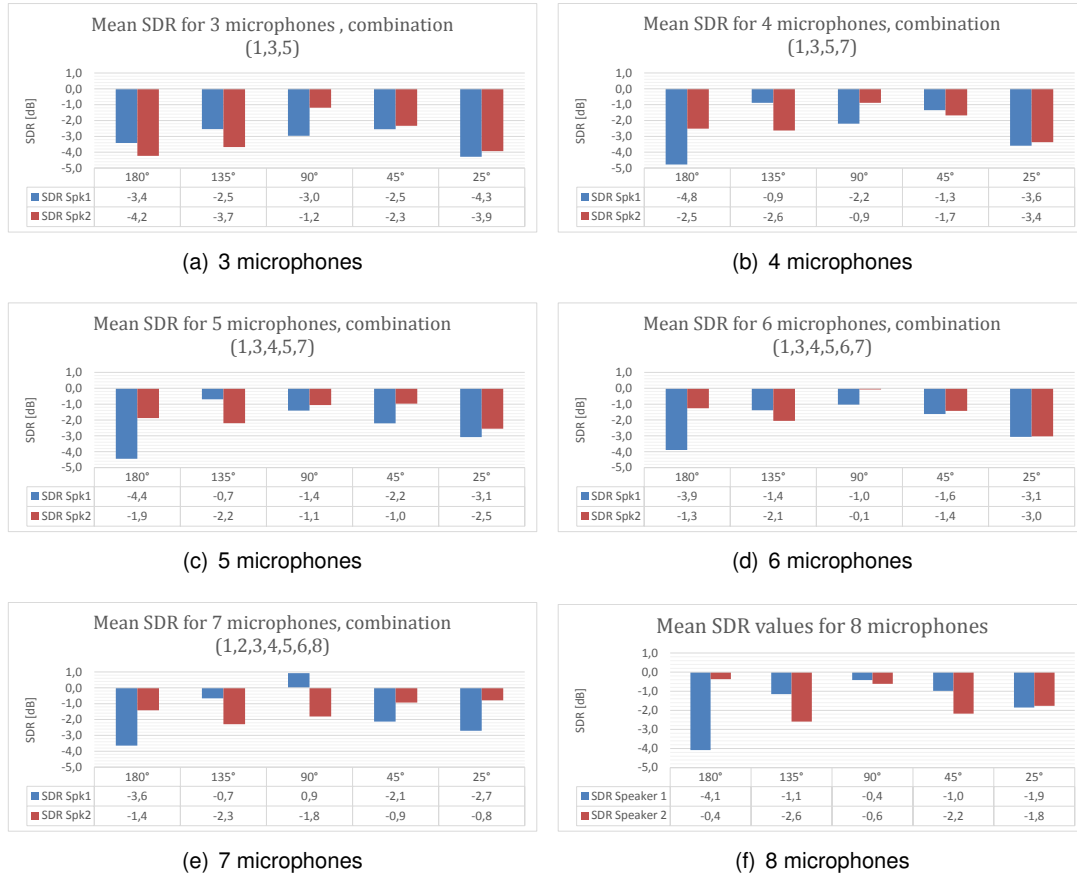 Mean SDR for 3 microphones , combination
(1,3,5)
1,0
0,0
-1,0
-2,0
-3,0
-4,0
-5,0
SDR [dB]
180° 135° 90° 45° 25°
SDR Spk1 -3,4 -2,5 -3,0 -2,5 -4,3
SDR Spk2 -4,2 -3,7 -1,2 -2,3 -3,9
(a) 3 microphones
Mean SDR for 4 microphones, combination
(1,3,5,7)
1,0
0,0
-1,0
-2,0
-3,0
-4,0
-5,0
SDR [dB]
180° 135° 90° 45° 25°
SDR Spk1 -4,8 -0,9 -2,2 -1,3 -3,6
SDR Spk2 -2,5 -2,6 -0,9 -1,7 -3,4
(b) 4 microphones
Mean SDR for 5 microphones, combination
(1,3,4,5,7)
1,0
0,0
-1,0
-2,0
-3,0
-4,0
-5,0
SDR [dB]
180° 135° 90° 45° 25°
SDR Spk1 -4,4 -0,7 -1,4 -2,2 -3,1
SDR Spk2 -1,9 -2,2 -1,1 -1,0 -2,5
(c) 5 microphones
Mean SDR for 6 microphones, combination
(1,3,4,5,6,7)
1,0
0,0
-1,0
-2,0
-3,0
-4,0
-5,0
SDR [dB]
180° 135° 90° 45° 25°
SDR Spk1 -3,9 -1,4 -1,0 -1,6 -3,1
SDR Spk2 -1,3 -2,1 -0,1 -1,4 -3,0
(d) 6 microphones
Mean SDR for 7 microphones, combination
(1,2,3,4,5,6,8)
1,0
0,0
-1,0
-2,0
-3,0
-4,0
-5,0
SDR [dB]
180° 135° 90° 45° 25°
SDR Spk1 -3,6 -0,7 0,9 -2,1 -2,7
SDR Spk2 -1,4 -2,3 -1,8 -0,9 -0,8
(e) 7 microphones
Mean SDR values for 8 microphones
1,0
0,0
-1,0
-2,0
-3,0
-4,0
-5,0
SDR [dB]
180° 135° 90° 45° 25°
SDR Speaker 1 -4,1 -1,1 -0,4 -1,0 -1,9
SDR Speaker 2 -0,4 -2,6 -0,6 -2,2 -1,8
(f) 8 microphones